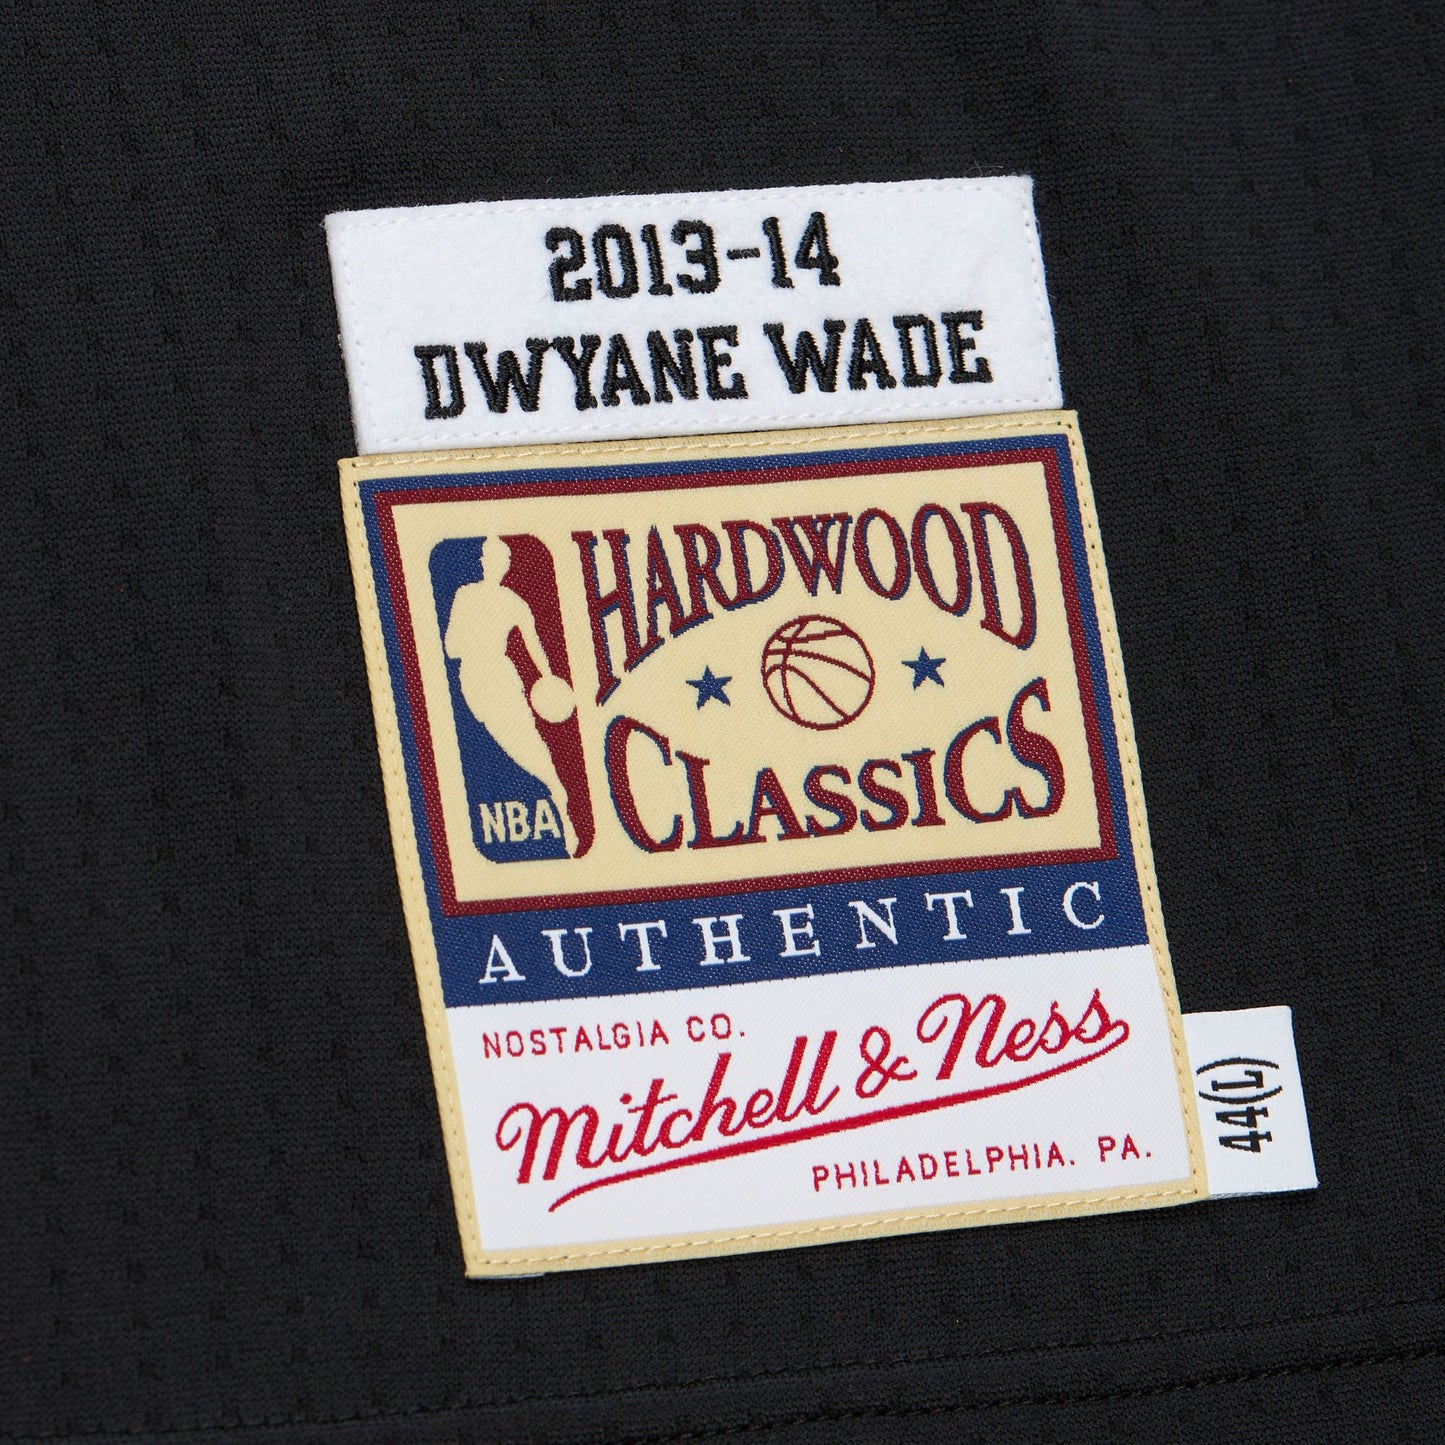 2013-14
DWYANE WADE
HARDWOOD
CLASSICS
NBA
AUTHENTIC
NOSTALGIA CO.
Mitchell & Ness
PHILADELPHIA. PA.
44(L)